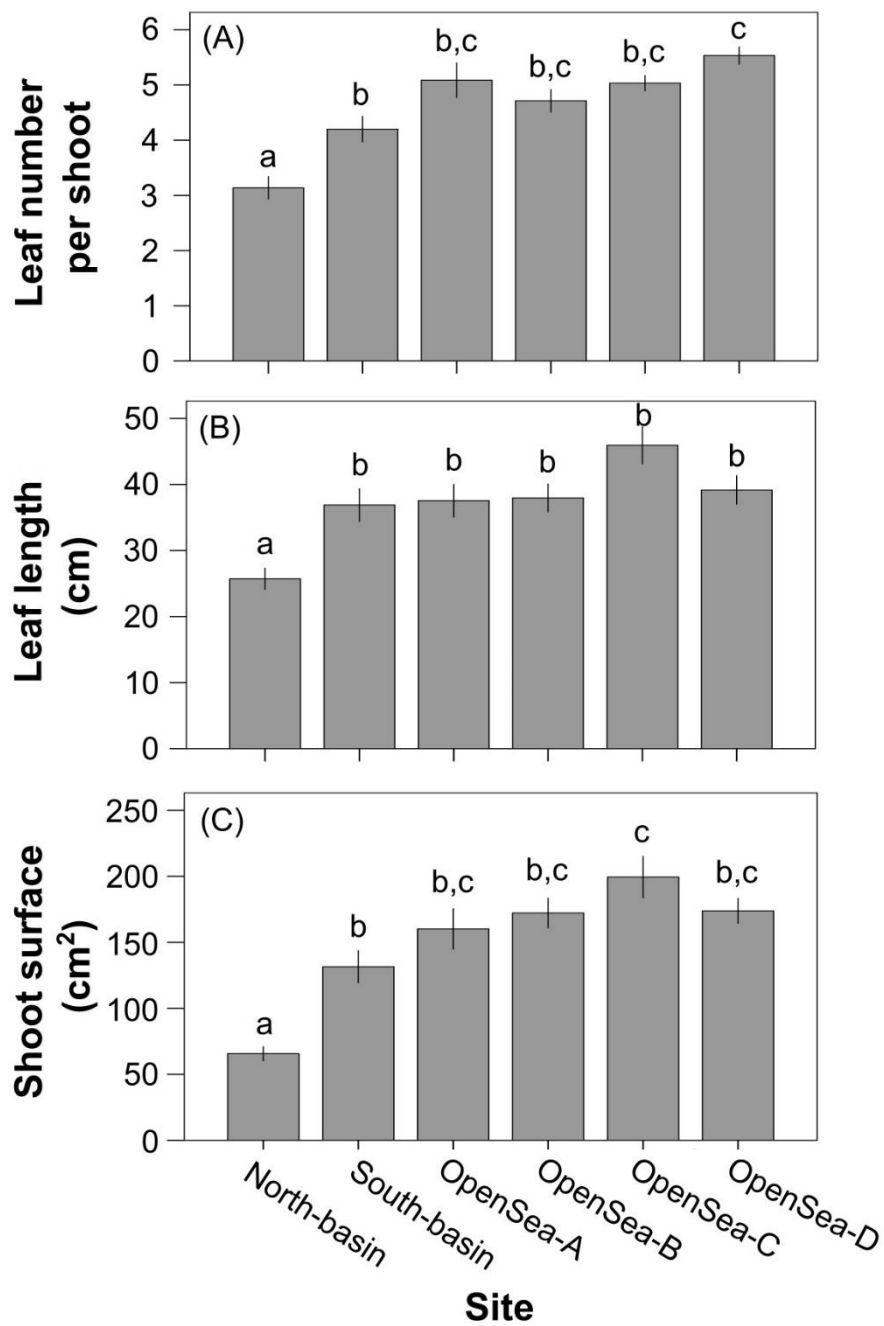 Leaf number
per shoot
(A)
6
5
4
3
2
1
0
a
b
b,c
b,c
b,c
c
Leaf length
(cm)
(B)
50
40
30
20
10
0
a
b
b
b
b
b
Shoot surface
(cm²)
(C)
250
200
150
100
50
0
a
b
b,c
b,c
c
b,c
North-basin
South-basin
OpenSea-A
OpenSea-B
OpenSea-C
OpenSea-D
Site